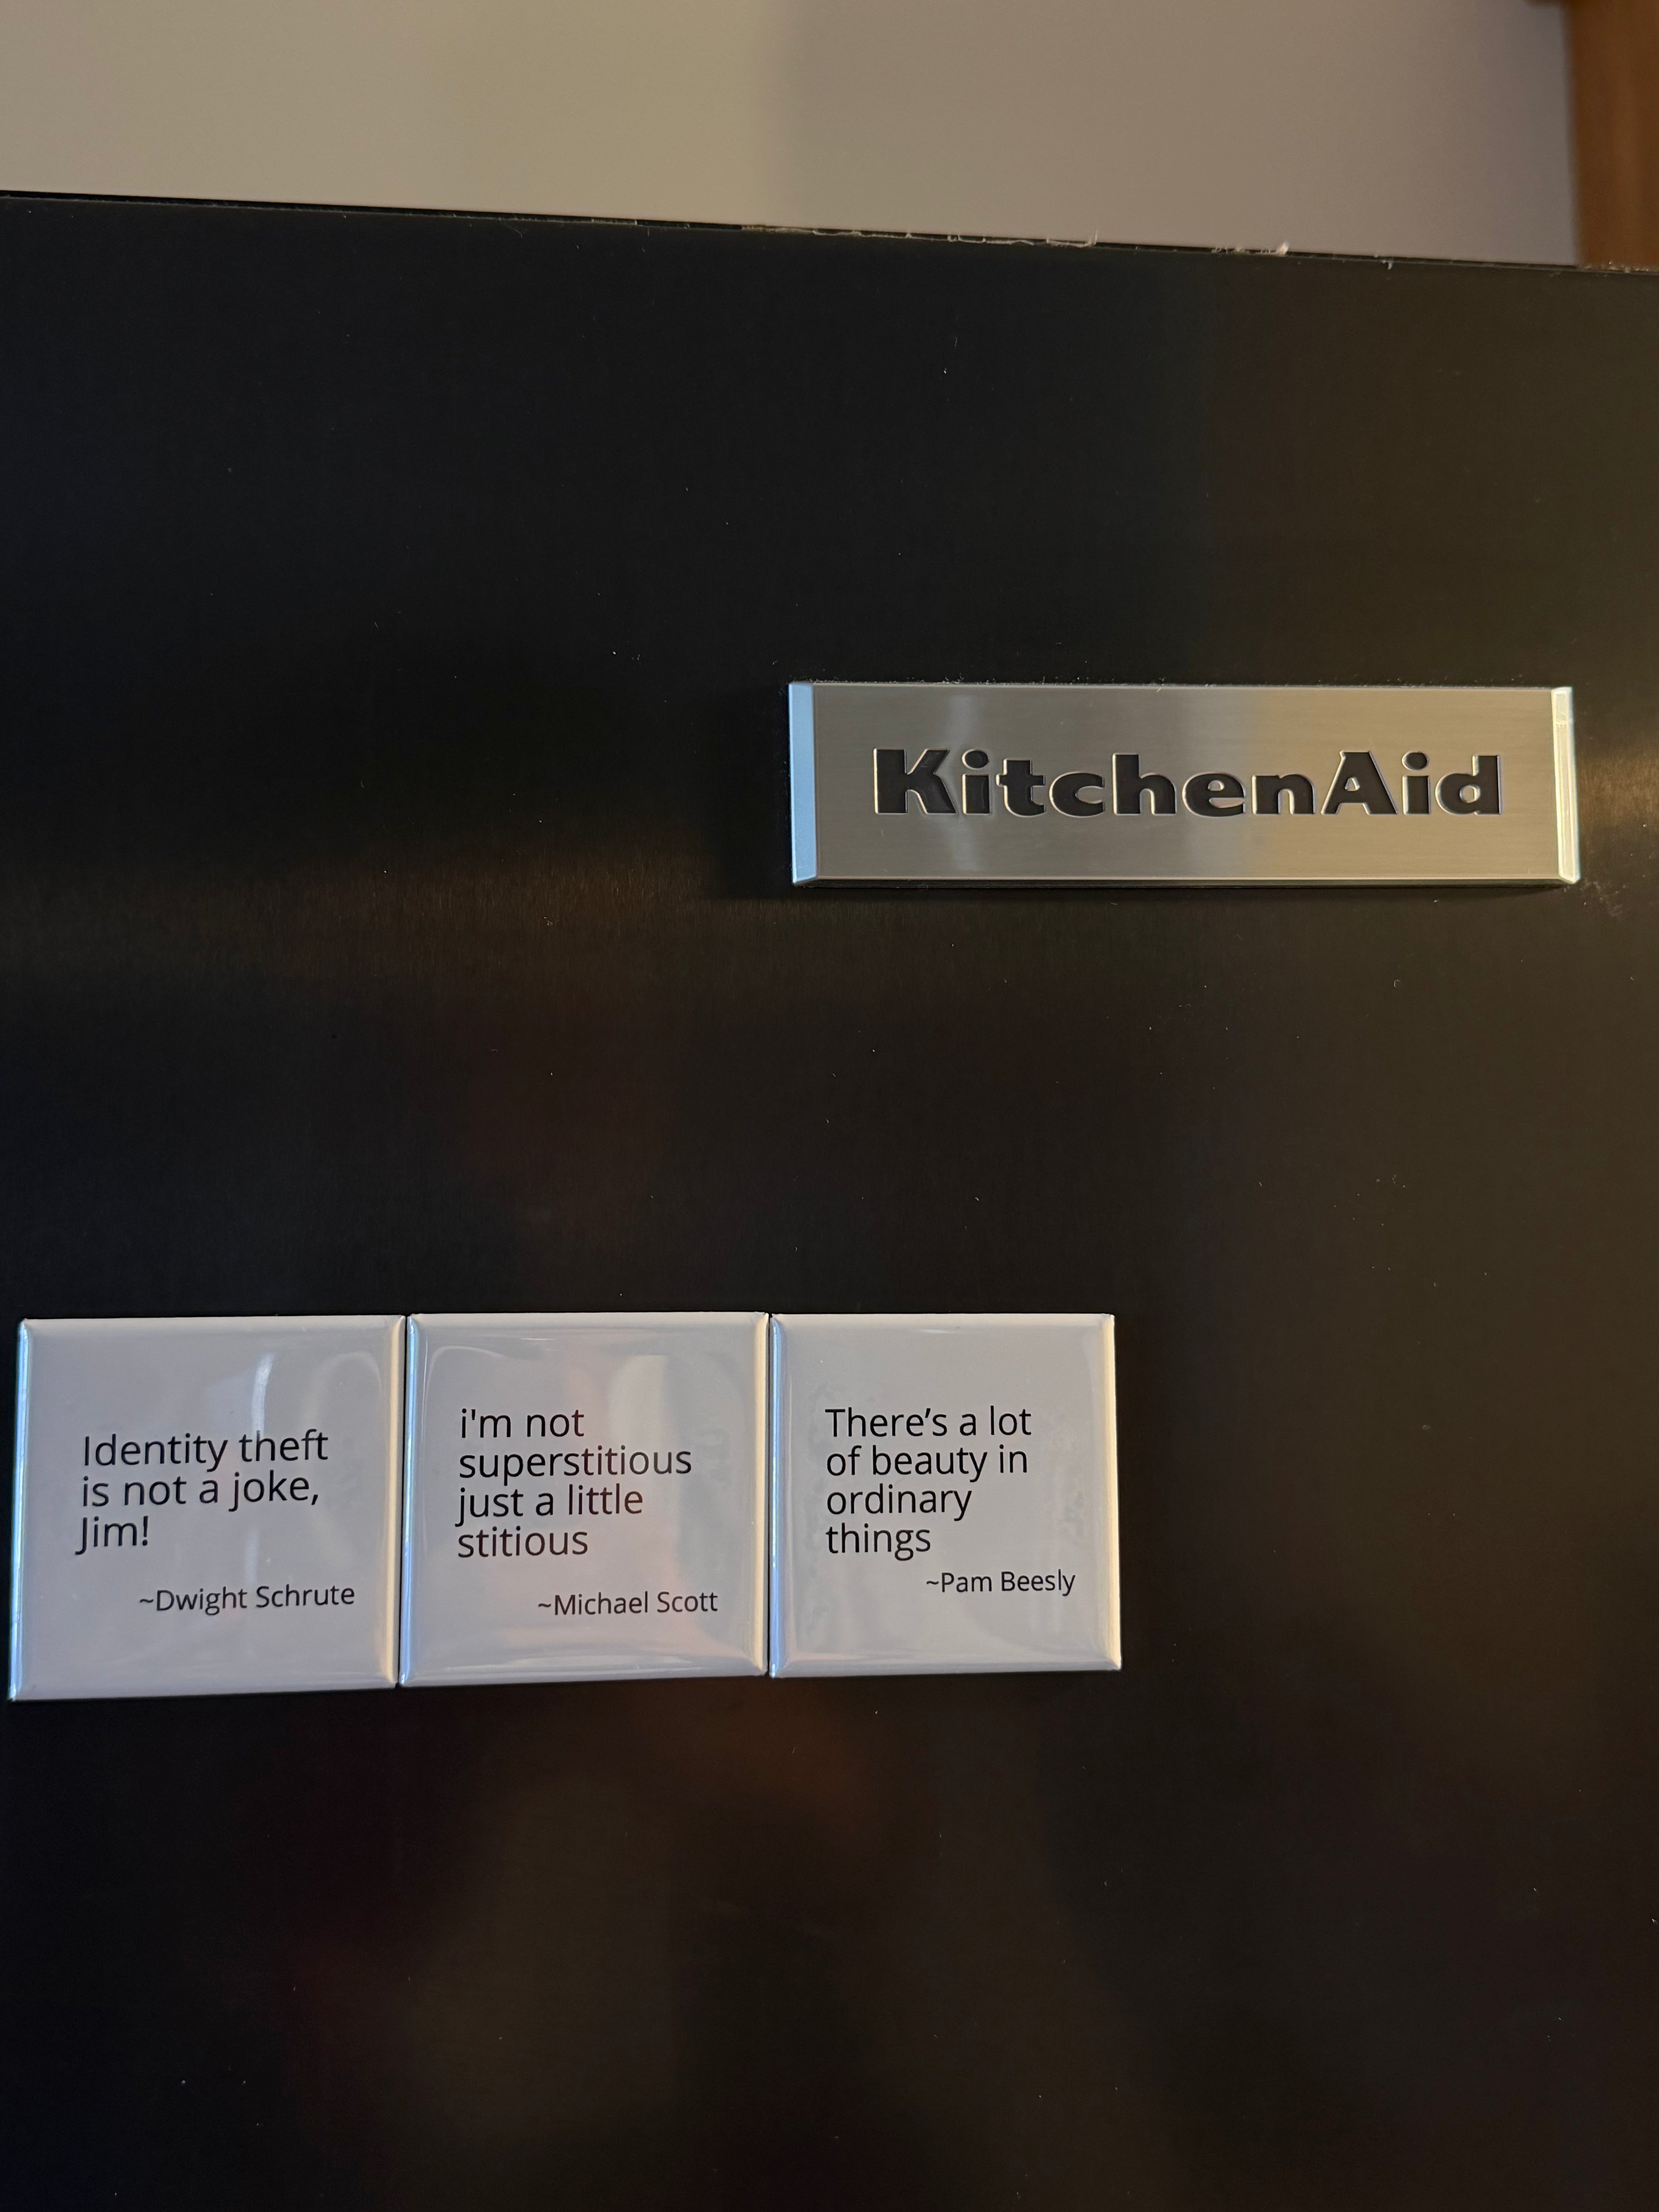 KitchenAid
Identity theft
is not a joke,
Jim!
~Dwight Schrute
i'm not
superstitious
just a little
stitious
~Michael Scott
There's a lot
of beauty in
ordinary
things
~Pam Beesly